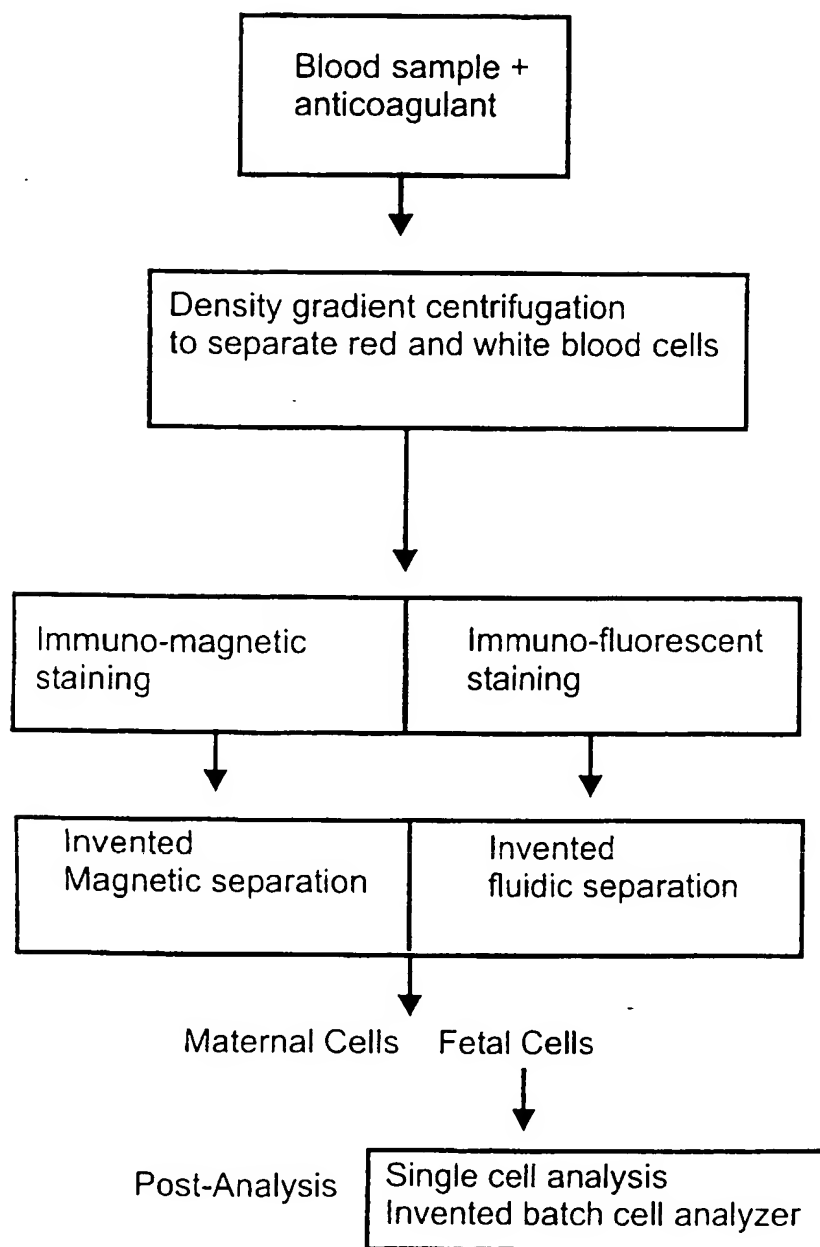 Blood sample +
anticoagulant
Density gradient centrifugation
to separate red and white blood cells
Immuno-magnetic
staining
Immuno-fluorescent
staining
Invented
Magnetic separation
Invented
fluidic separation
Maternal Cells Fetal Cells
Post-Analysis
Single cell analysis
Invented batch cell analyzer